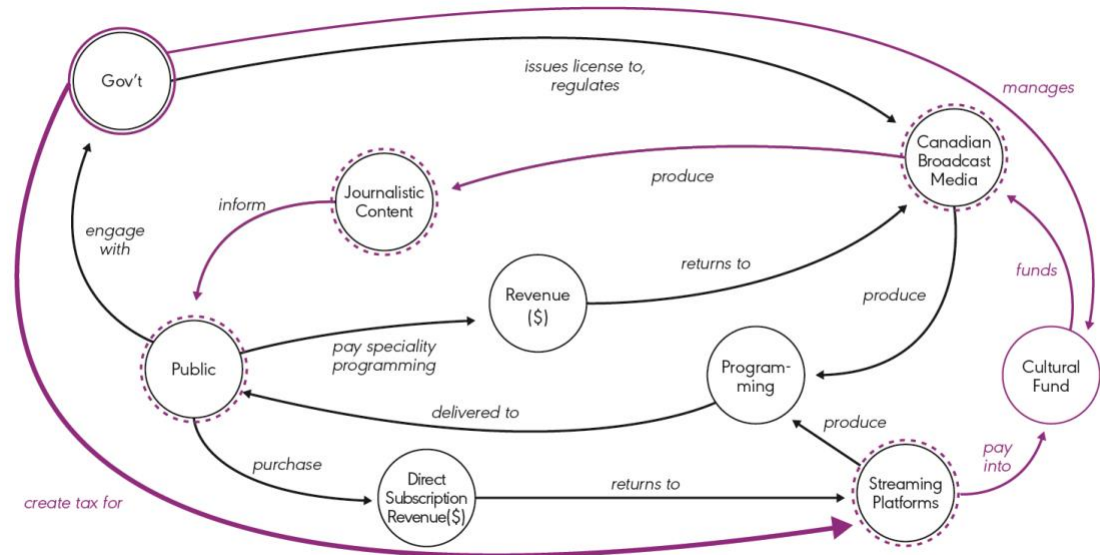 Gov't
issues license to,
regulates
manages
Canadian
Broadcast
Media
produce
Journalistic
Content
inform
engage
with
returns to
funds
Revenue
($)
produce
pay speciality
programming
Public
Program-
ming
Cultural
Fund
delivered to
produce
purchase
pay
into
Direct
Subscription
Revenue($)
returns to
Streaming
Platforms
create tax for